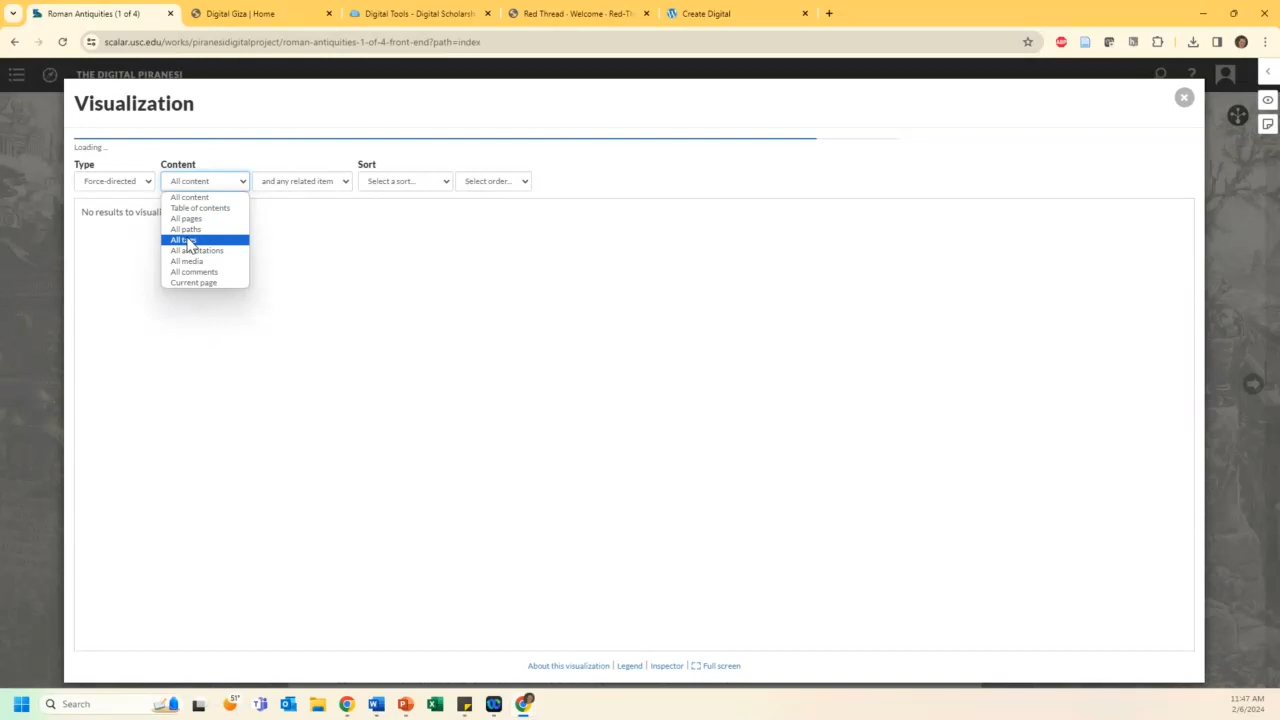 Roman Antiquities (1 of 4)
Digital Giza | Home
Digital Tools - Digital Scholarsh
Red Thread - Welcome - Red-Th
Create Digital
scalar.usc.edu/works/piranesidigitalproject/roman-antiquities-1-of-4-front-end?path=index
THE DIGITAL PIRANESI
Visualization
Loading ...
Type Content Sort
Force-directed All content and any related item Select a sort... Select order...
No results to visuali
All content
Table of contents
All pages
All paths
All
All annotations
All media
All comments
Current page
About this visualization | Legend | Inspector | Full screen
Search
51°
11:47 AM
2/6/2024